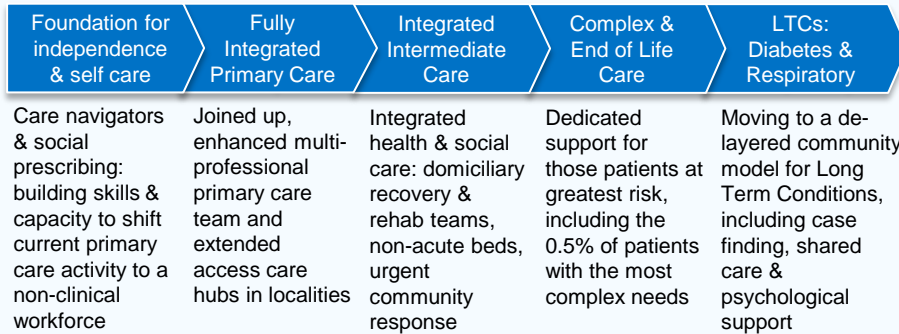 Foundation for
independence
& self care
Fully
Integrated
Primary Care
Integrated
Intermediate
Care
Complex &
End of Life
Care
LTCs:
Diabetes &
Respiratory
Care navigators
& social
prescribing:
building skills &
capacity to shift
current primary
care activity to a
non-clinical
workforce
Joined up,
enhanced multi-
professional
primary care
team and
extended
access care
hubs in localities
Integrated
health & social
care: domiciliary
recovery &
rehab teams,
non-acute beds,
urgent
community
response
Dedicated
support for
those patients at
greatest risk,
including the
0.5% of patients
with the most
complex needs
Moving to a de-
layered community
model for Long
Term Conditions,
including case
finding, shared
care &
psychological
support